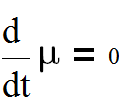 d/dt μ = 0